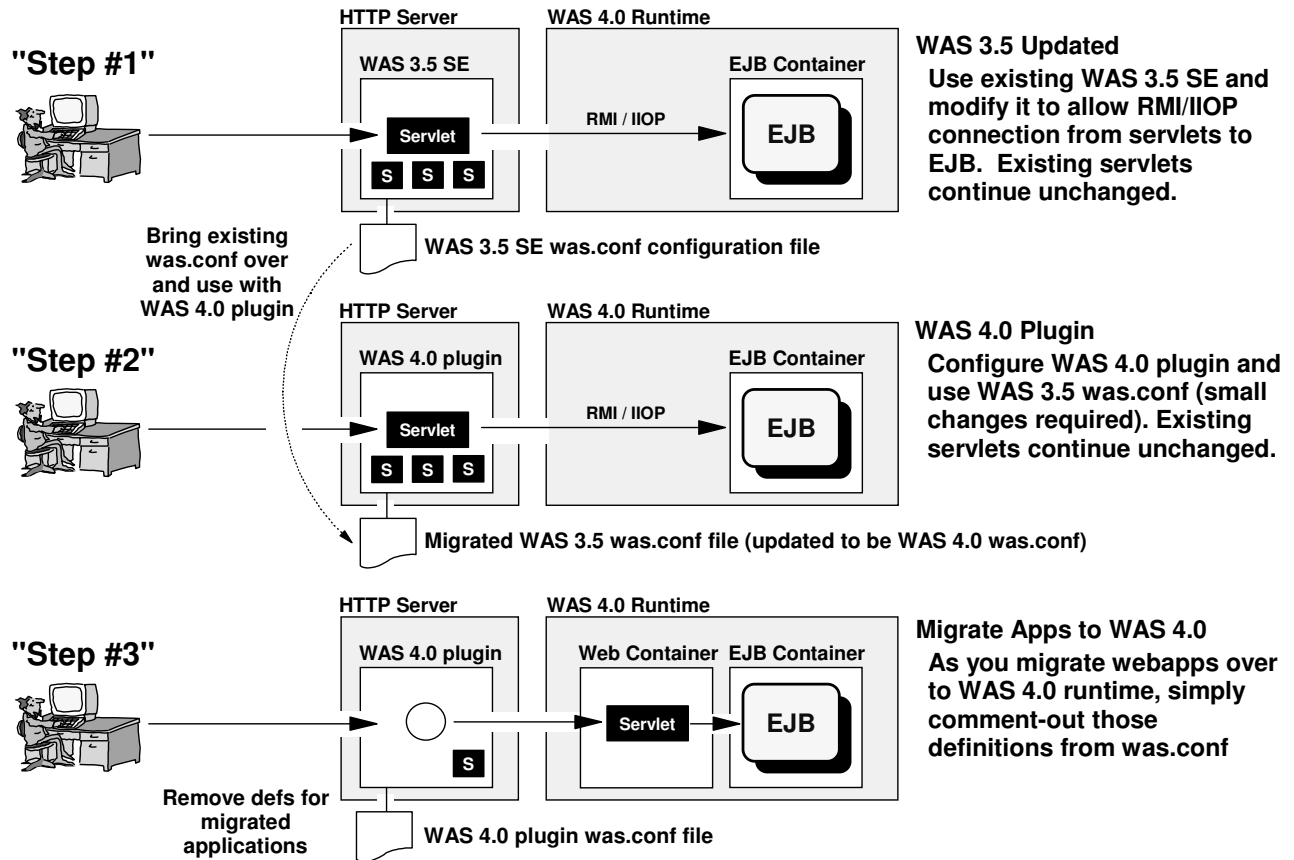 HTTP Server
WAS 4.0 Runtime
"Step #1"
WAS 3.5 SE
EJB Container
Servlet
S S S
RMI / IIOP
EJB
WAS 3.5 Updated
Use existing WAS 3.5 SE and
modify it to allow RMI/IIOP
connection from servlets to
EJB. Existing servlets
continue unchanged.
WAS 3.5 SE was.conf configuration file
Bring existing
was.conf over
and use with
WAS 4.0 plugin
HTTP Server
WAS 4.0 Runtime
"Step #2"
WAS 4.0 plugin
EJB Container
Servlet
S S S
RMI / IIOP
EJB
WAS 4.0 Plugin
Configure WAS 4.0 plugin and
use WAS 3.5 was.conf (small
changes required). Existing
servlets continue unchanged.
Migrated WAS 3.5 was.conf file (updated to be WAS 4.0 was.conf)
HTTP Server
WAS 4.0 Runtime
"Step #3"
WAS 4.0 plugin
Web Container
EJB Container
S
Servlet
EJB
Migrate Apps to WAS 4.0
As you migrate webapps over
to WAS 4.0 runtime, simply
comment-out those
definitions from was.conf
Remove defs for
migrated
applications
WAS 4.0 plugin was.conf file